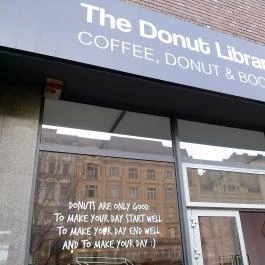 The Donut Librar
COFFEE, DONUT & BOO
DONUTS ARE ONLY GOOD:
TO MAKE YOUR DAY START WELL
TO MAKE YOUR DAY END WELL
AND TO MAKE YOUR DAY :)